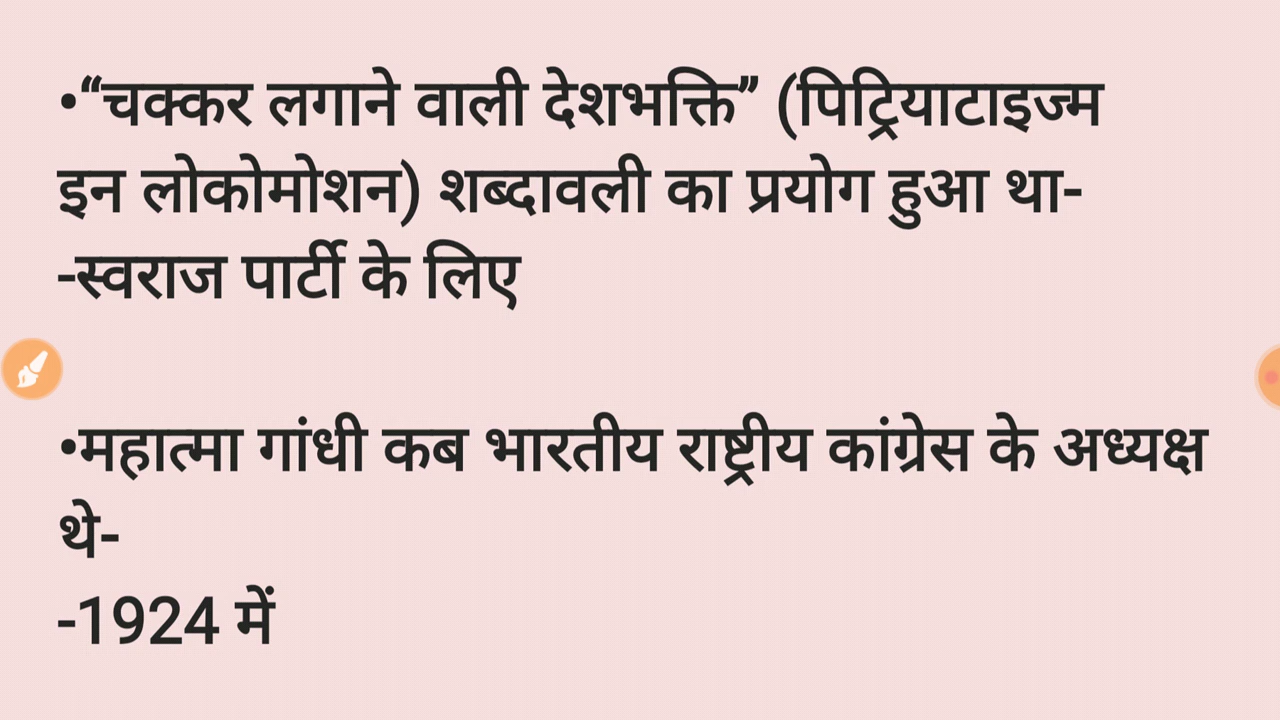 •“चक्कर लगाने वाली देशभक्ति” (पिट्रियाटाइज्म
इन लोकोमोशन) शब्दावली का प्रयोग हुआ था-
-स्वराज पार्टी के लिए
•महात्मा गांधी कब भारतीय राष्ट्रीय कांग्रेस के अध्यक्ष
थे-
-1924 में